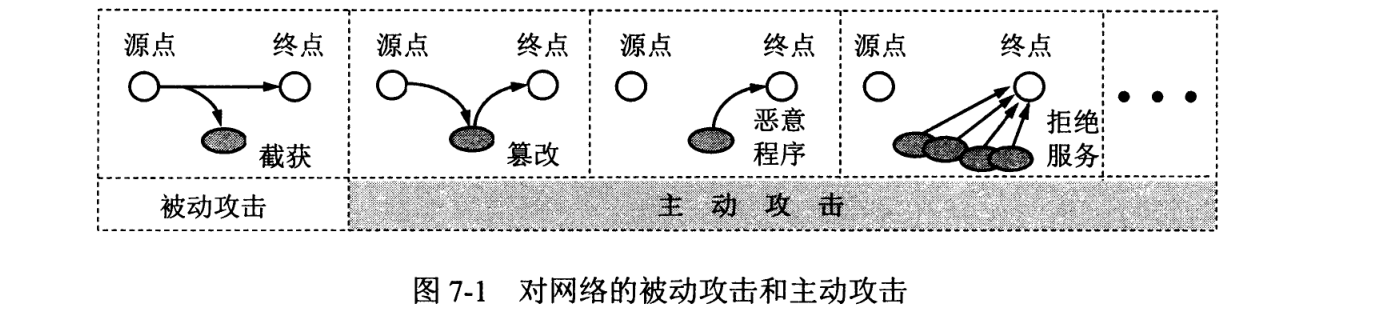 源点 终点 源点 终点 源点 终点 源点 终点
截获 篡改 恶意程序 拒绝服务
被动攻击 主动攻击
图 7-1 对网络的被动攻击和主动攻击